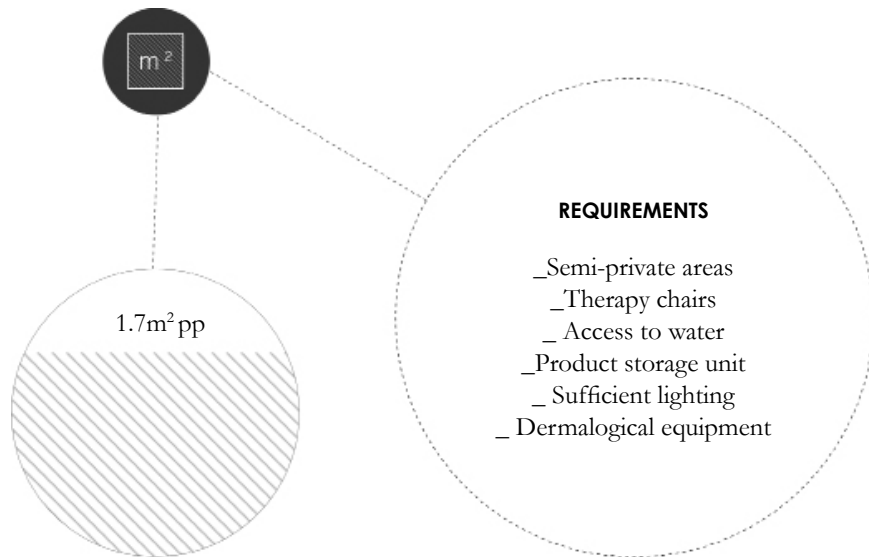 m²
1.7m² pp
REQUIREMENTS
_Semi-private areas
_Therapy chairs
_ Access to water
_Product storage unit
_ Sufficient lighting
_ Dermalogical equipment